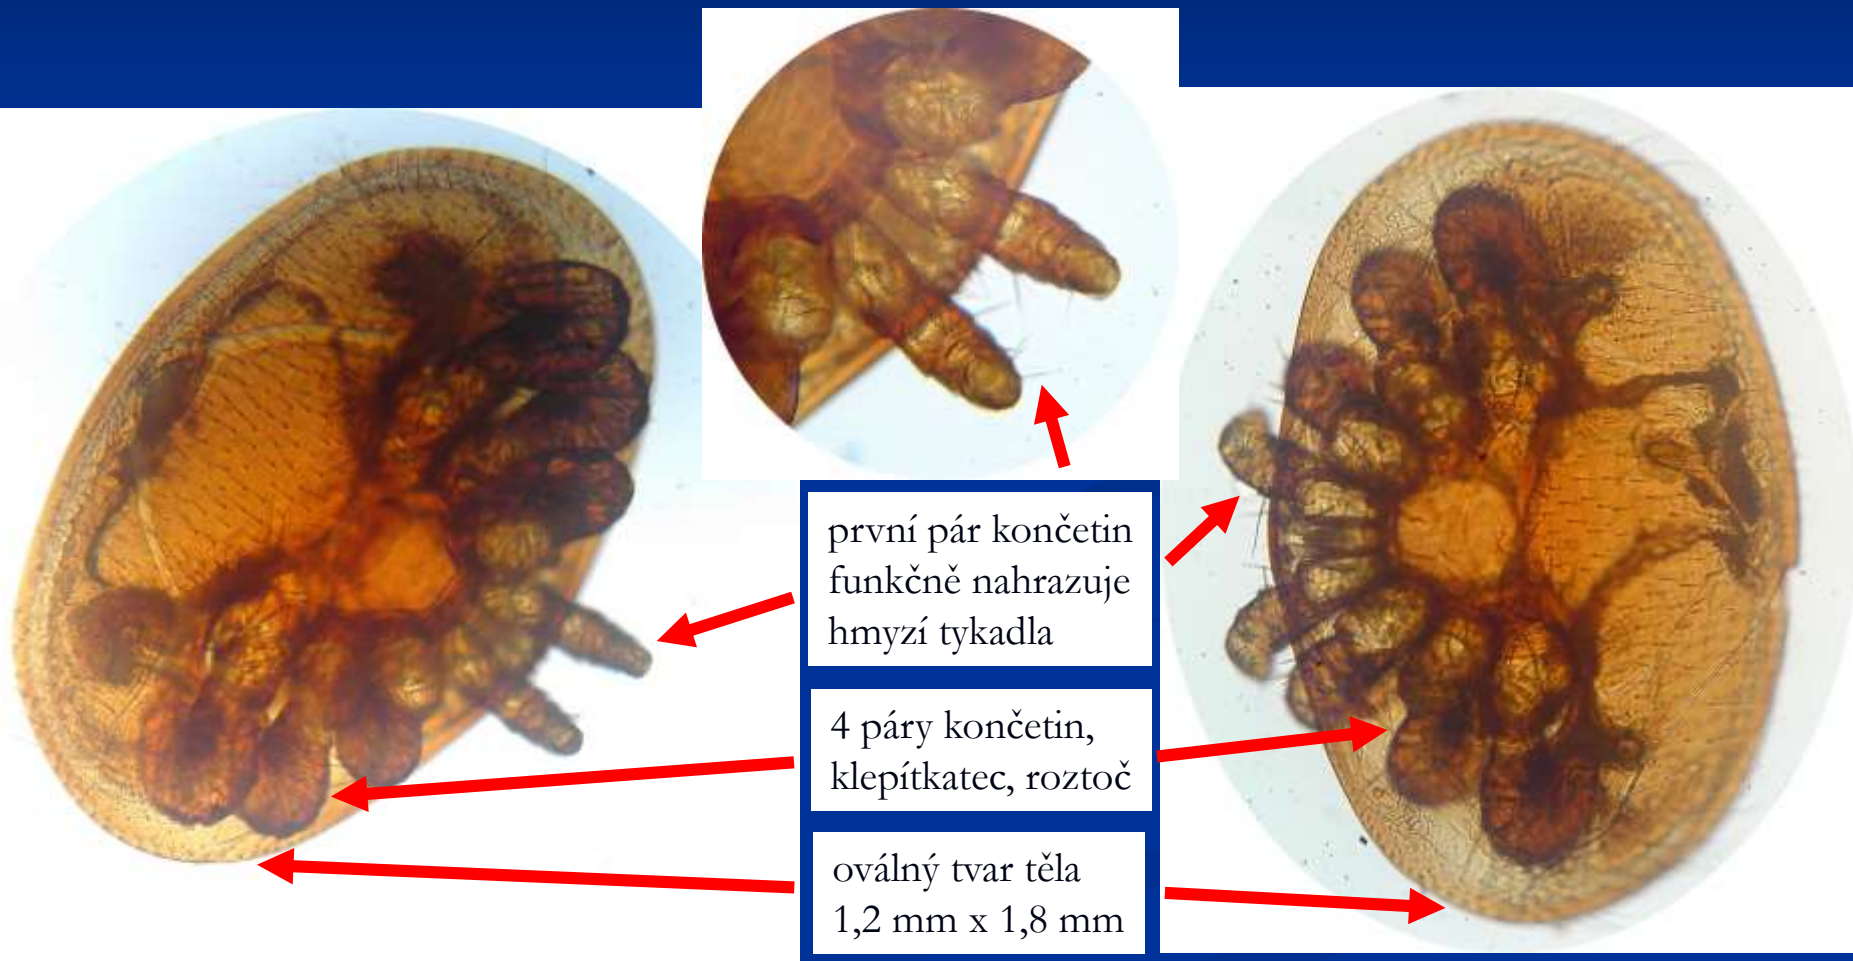 první pár končetin
funkčně nahrazuje
hmyzí tykadla
4 páry končetin,
klepítkatec, roztoč
oválný tvar těla
1,2 mm x 1,8 mm